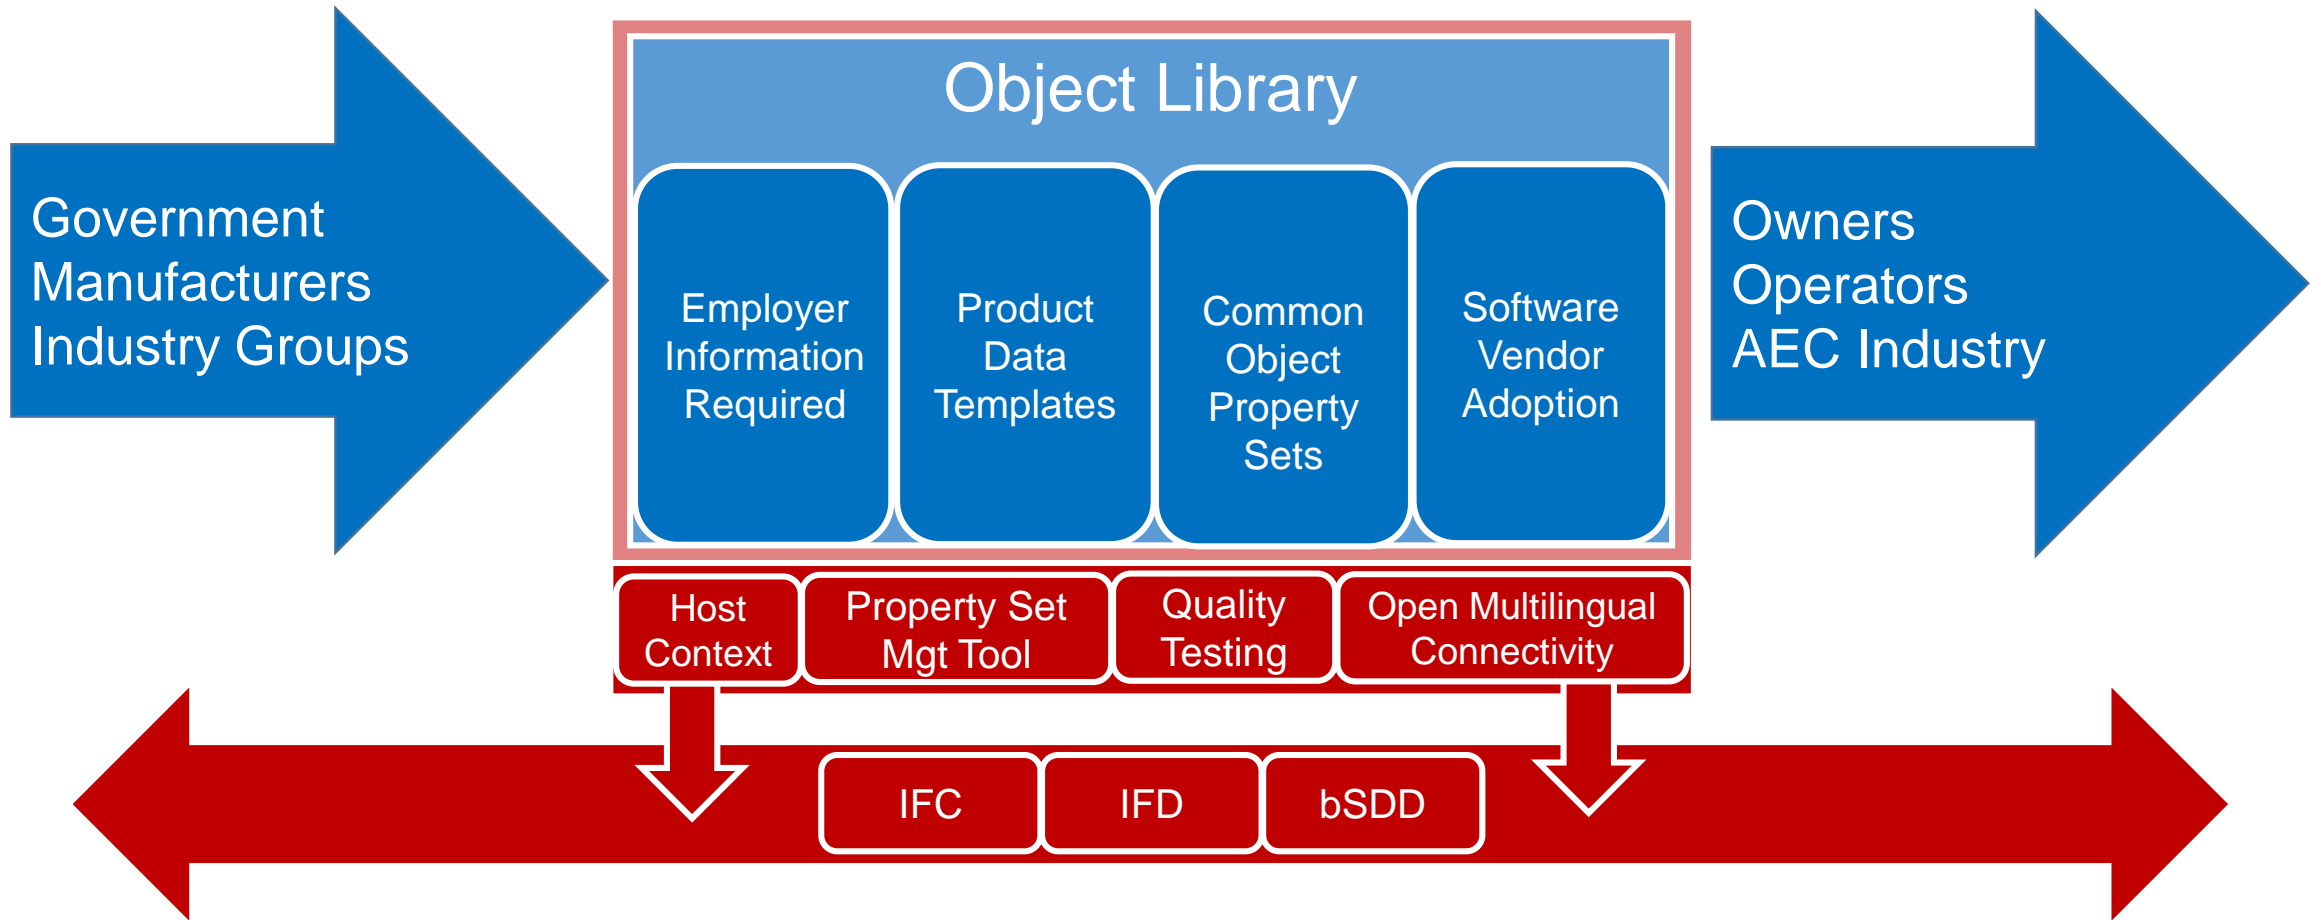 Government
Manufacturers
Industry Groups
Object Library
Employer
Information
Required
Product
Data
Templates
Common
Object
Property
Sets
Software
Vendor
Adoption
Owners
Operators
AEC Industry
Host
Context
Property Set
Mgt Tool
Quality
Testing
Open Multilingual
Connectivity
IFC
IFD
bSDD